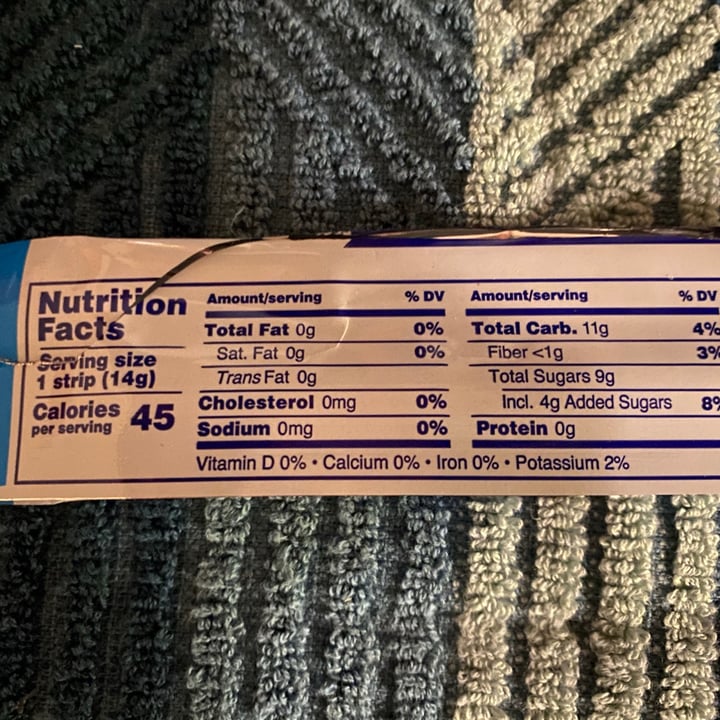 Nutrition
Facts
Serving size
1 strip (14g)
Calories
per serving
45
Amount/serving % DV
Total Fat 0g 0%
Sat. Fat 0g 0%
Trans Fat 0g
Cholesterol 0mg 0%
Sodium 0mg 0%
Amount/serving % DV
Total Carb. 11g 4%
Fiber <1g 3%
Total Sugars 9g
Incl. 4g Added Sugars 8%
Protein 0g
Vitamin D 0% • Calcium 0% • Iron 0% • Potassium 2%